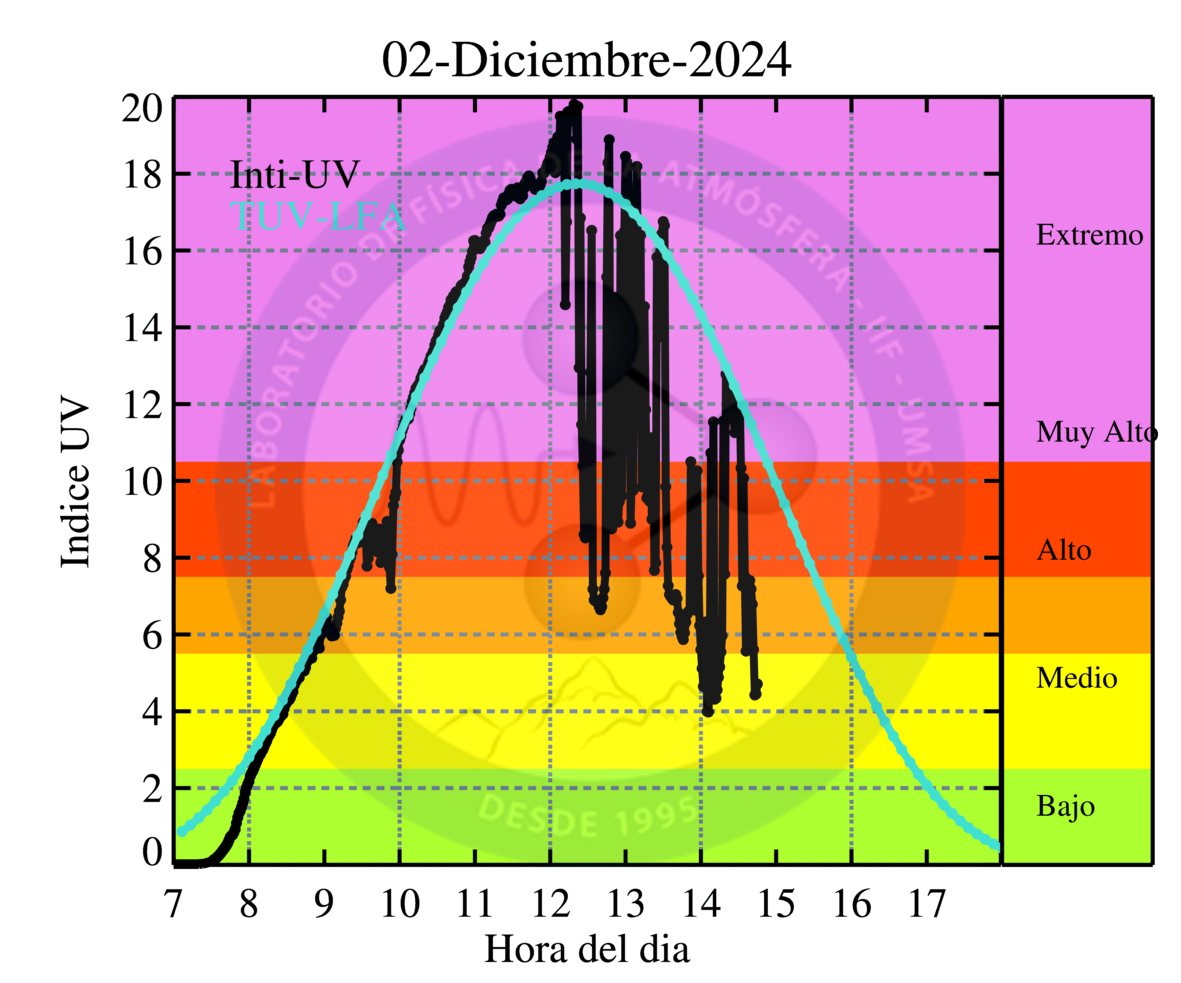 02-Diciembre-2024
Indice UV
20
18
16
14
12
10
8
6
4
2
0
Inti-UV
TUV-LFA
LABORATORIO DE FÍSICA DE LA ATMÓSFERA - IIF - UMSA
DESDE 1995
Extremo
Muy Alto
Alto
Medio
Bajo
7 8 9 10 11 12 13 14 15 16 17
Hora del dia